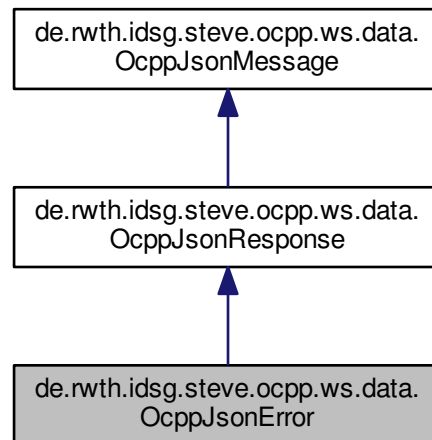 de.rwth.idsg.steve.ocpp.ws.data.
OcppJsonMessage
de.rwth.idsg.steve.ocpp.ws.data.
OcppJsonResponse
de.rwth.idsg.steve.ocpp.ws.data.
OcppJsonError